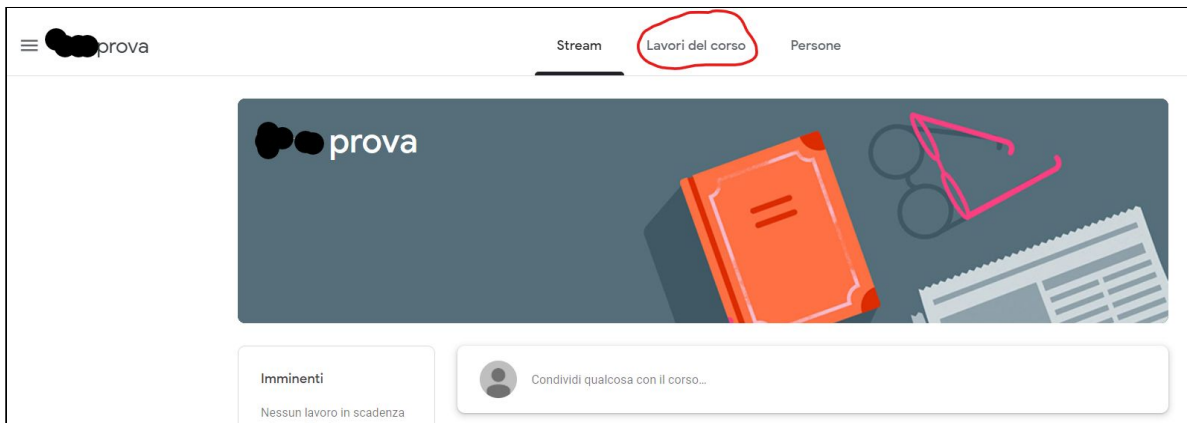 prova
Stream Lavori del corso Persone
prova
Imminenti
Nessun lavoro in scadenza
Condividi qualcosa con il corso...